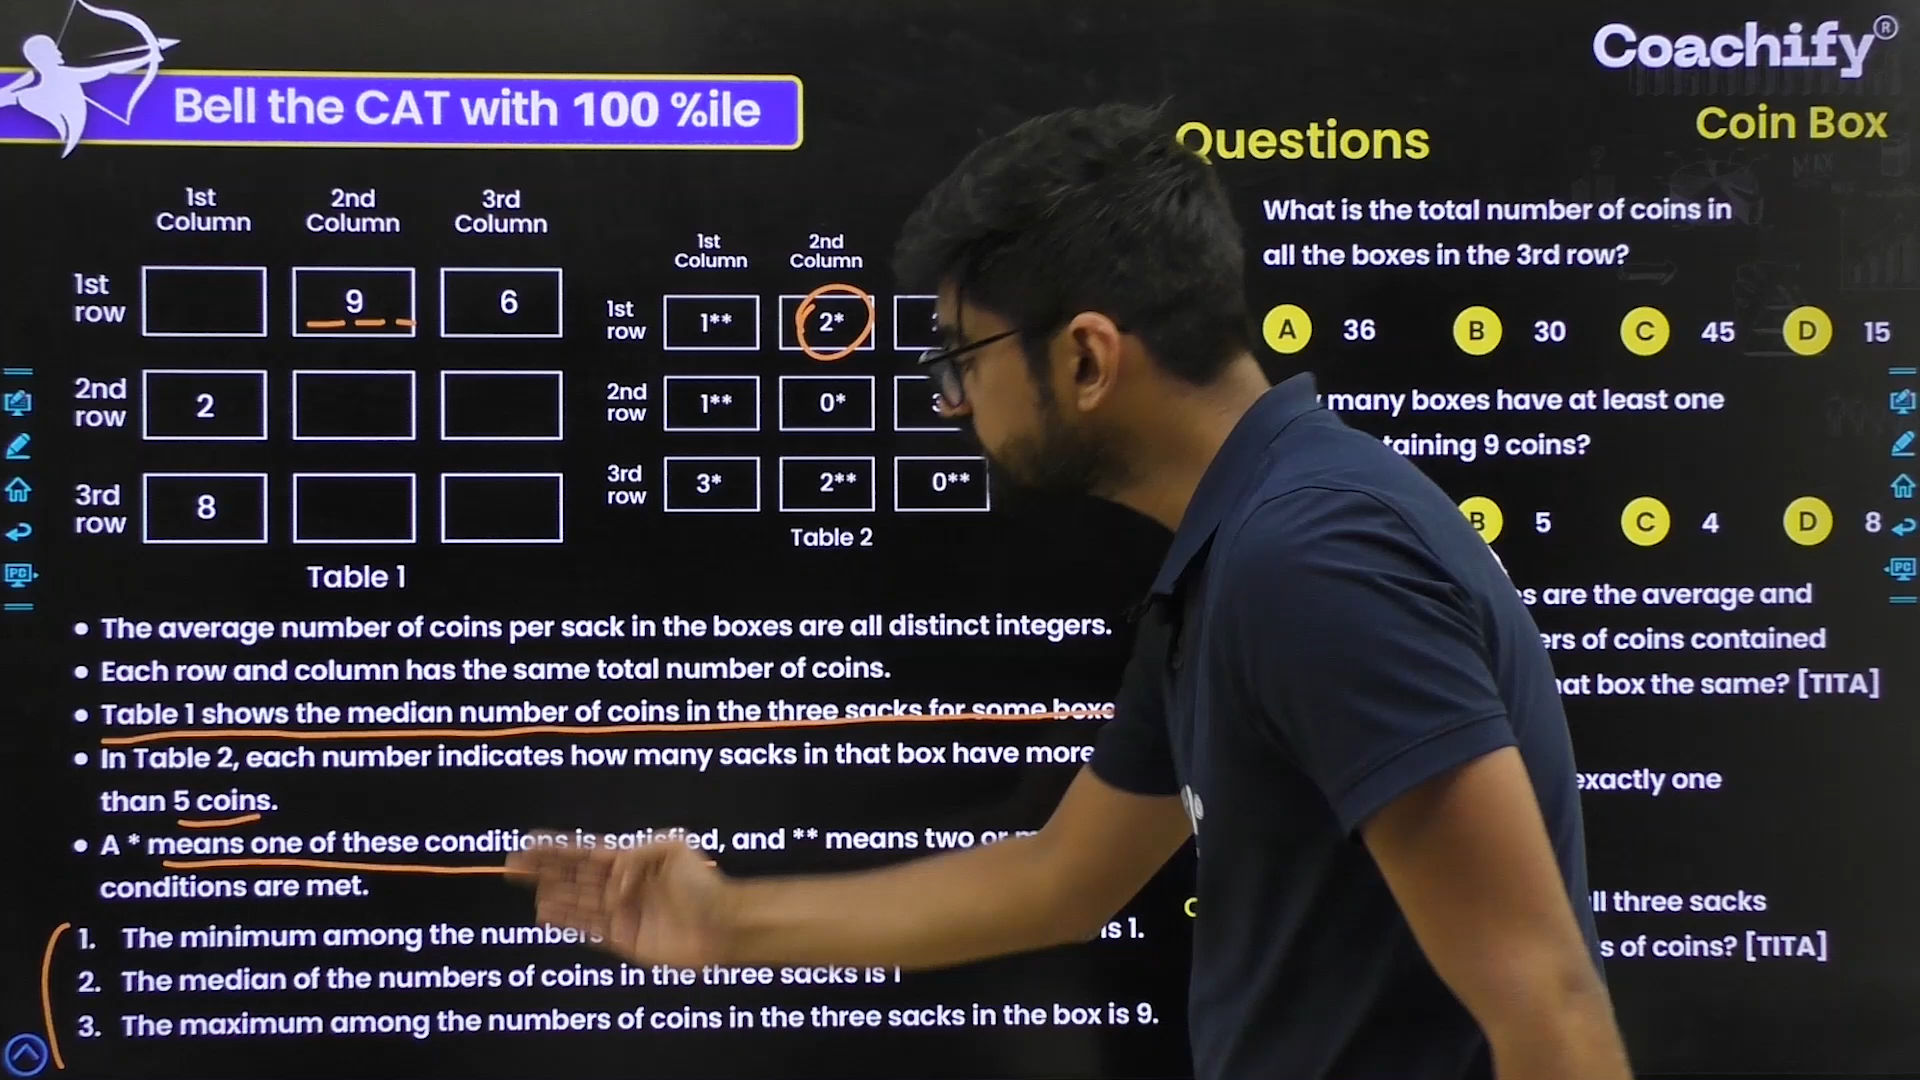 Coachify®
Bell the CAT with 100 %ile
Coin Box
Questions
1st Column 2nd Column 3rd Column
1st row 9 6
2nd row 2
3rd row 8
Table 1
1st Column 2nd Column
1st row 1** 2*
2nd row 1** 0*
3rd row 3* 2** 0**
Table 2
• The average number of coins per sack in the boxes are all distinct integers.
• Each row and column has the same total number of coins.
• Table 1 shows the median number of coins in the three sacks for some
• In Table 2, each number indicates how many sacks in that box have more
than 5 coins.
• A * means one of these conditions is satisfied, and ** means two or
conditions are met.
1. The minimum among the numbers is 1.
2. The median of the numbers of coins in the three sacks is 1
3. The maximum among the numbers of coins in the three sacks in the box is 9.
What is the total number of coins in
all the boxes in the 3rd row?
A 36 B 30 C 45 D 15
many boxes have at least one
9 coins?
B 5 C 4 D 8
are the average and
of coins contained
box the same? [TITA]
exactly one
three sacks
of coins? [TITA]
PC
PC